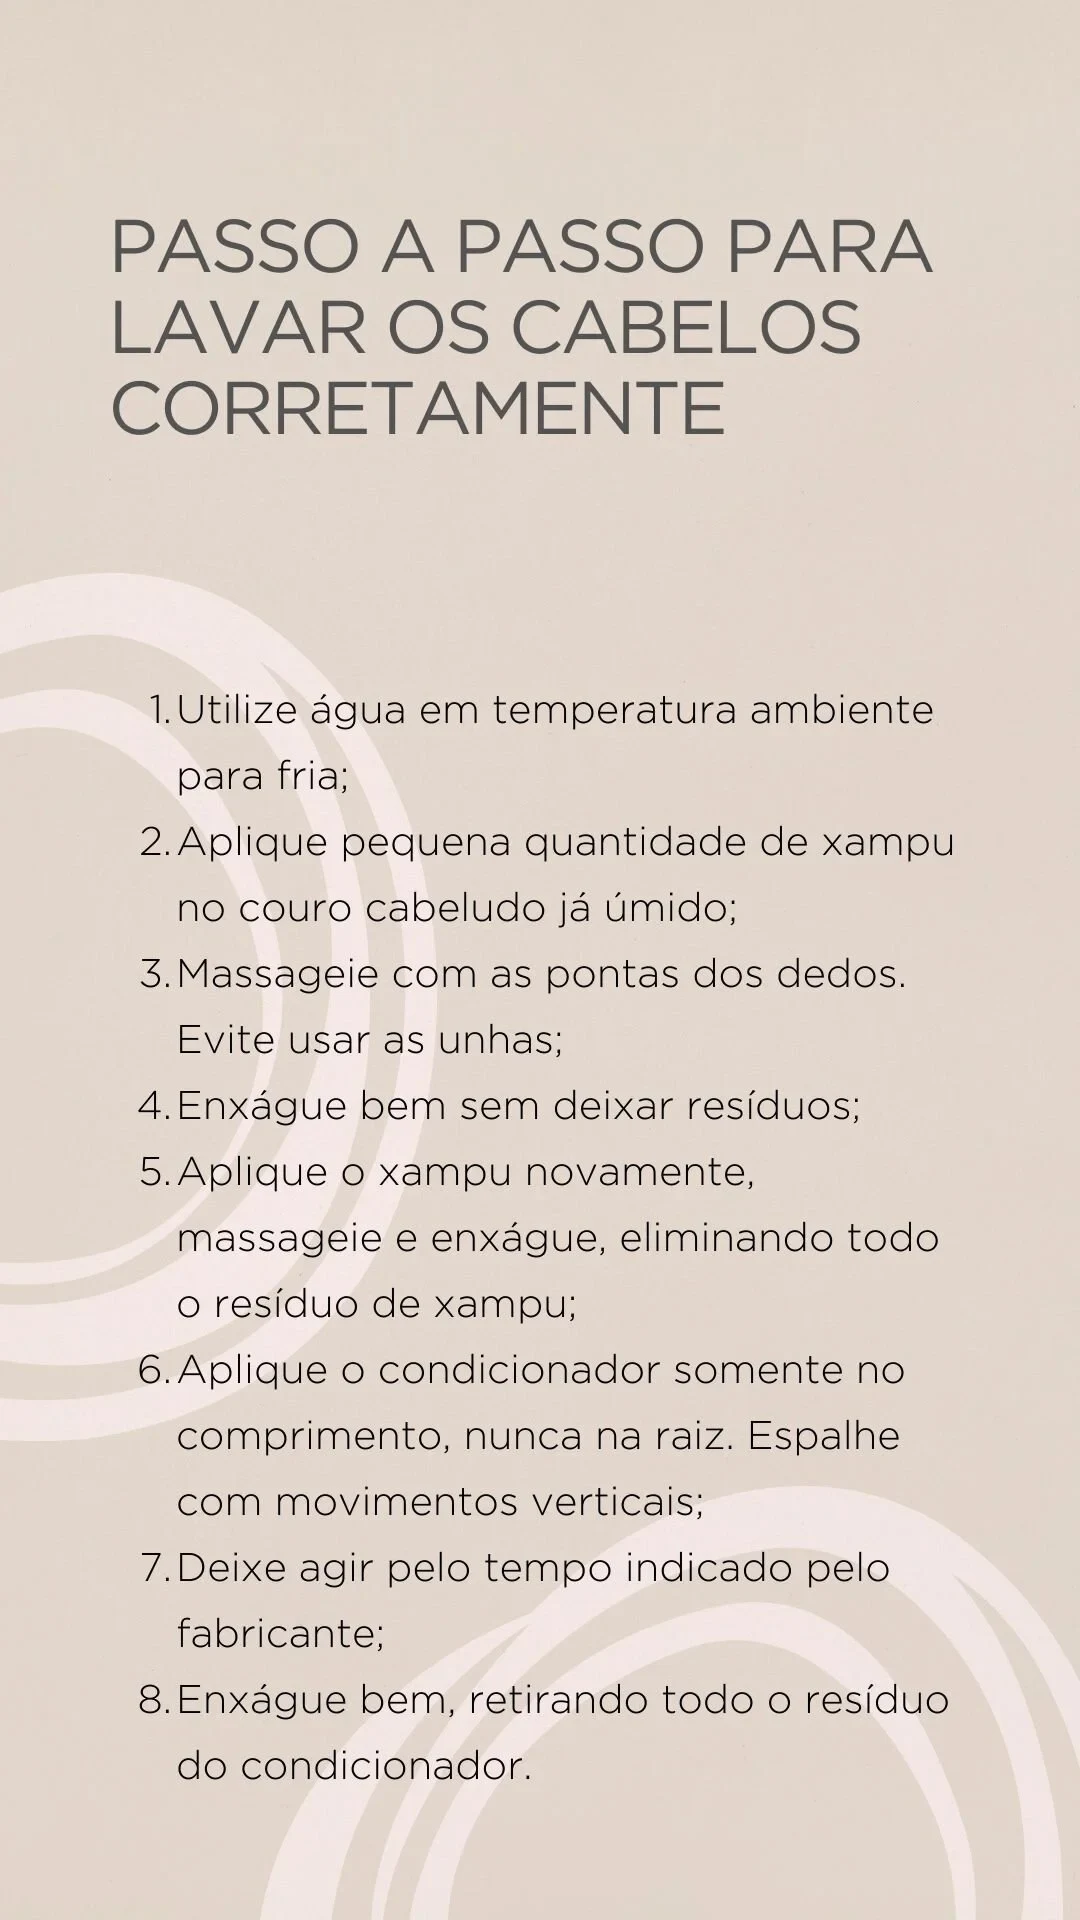 PASSO A PASSO PARA
LAVAR OS CABELOS
CORRETAMENTE
1. Utilize água em temperatura ambiente
para fria;
2. Aplique pequena quantidade de xampu
no couro cabeludo já úmido;
3. Massageie com as pontas dos dedos.
Evite usar as unhas;
4. Enxágue bem sem deixar resíduos;
5. Aplique o xampu novamente,
massageie e enxágue, eliminando todo
o resíduo de xampu;
6. Aplique o condicionador somente no
comprimento, nunca na raiz. Espalhe
com movimentos verticais;
7. Deixe agir pelo tempo indicado pelo
fabricante;
8. Enxágue bem, retirando todo o resíduo
do condicionador.